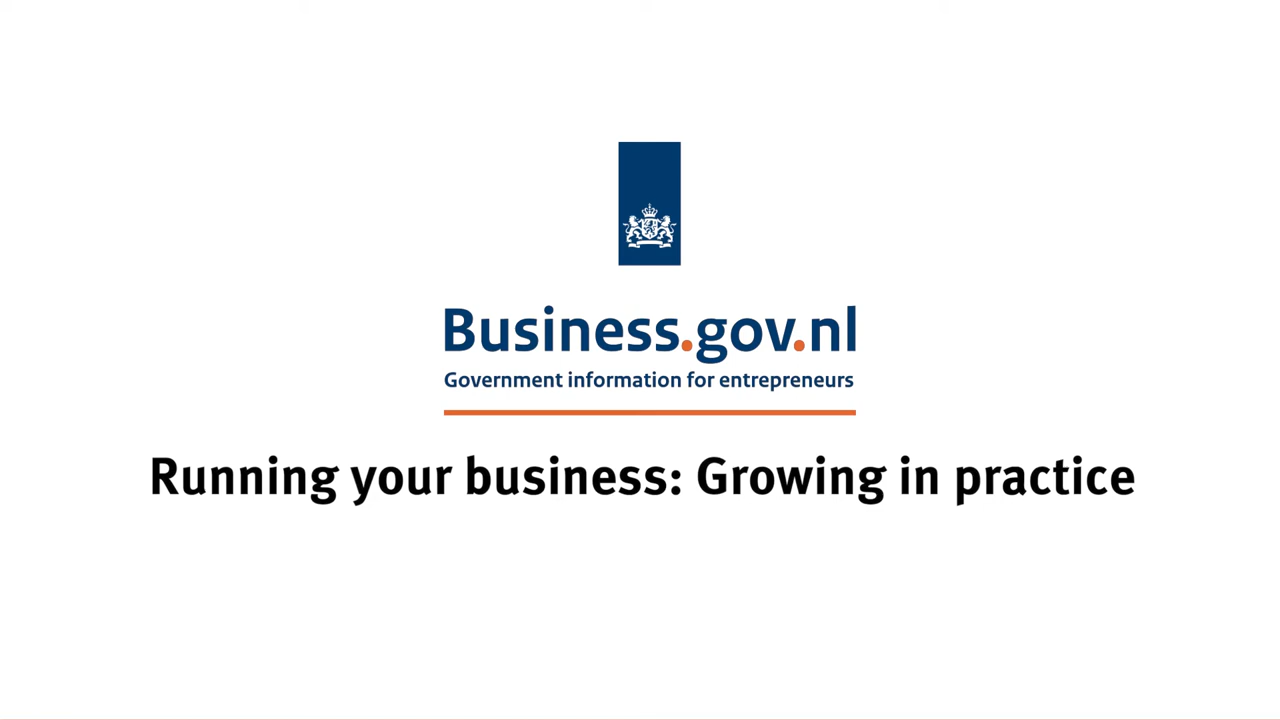 Business.gov.nl
Government information for entrepreneurs
Running your business: Growing in practice